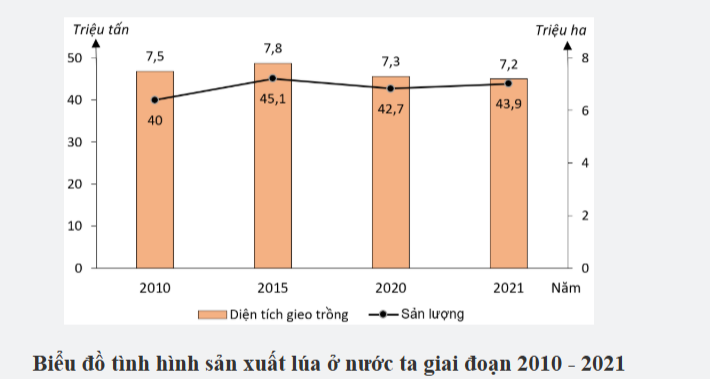 Triệu tấn Triệu ha
7,5 7,8 7,3 7,2
50 8
40 6
40 45,1 42,7 43,9
30
4
20
10 2
0 0
2010 2015 2020 2021 Năm
Diện tích gieo trồng Sản lượng
Biểu đồ tình hình sản xuất lúa ở nước ta giai đoạn 2010 - 2021